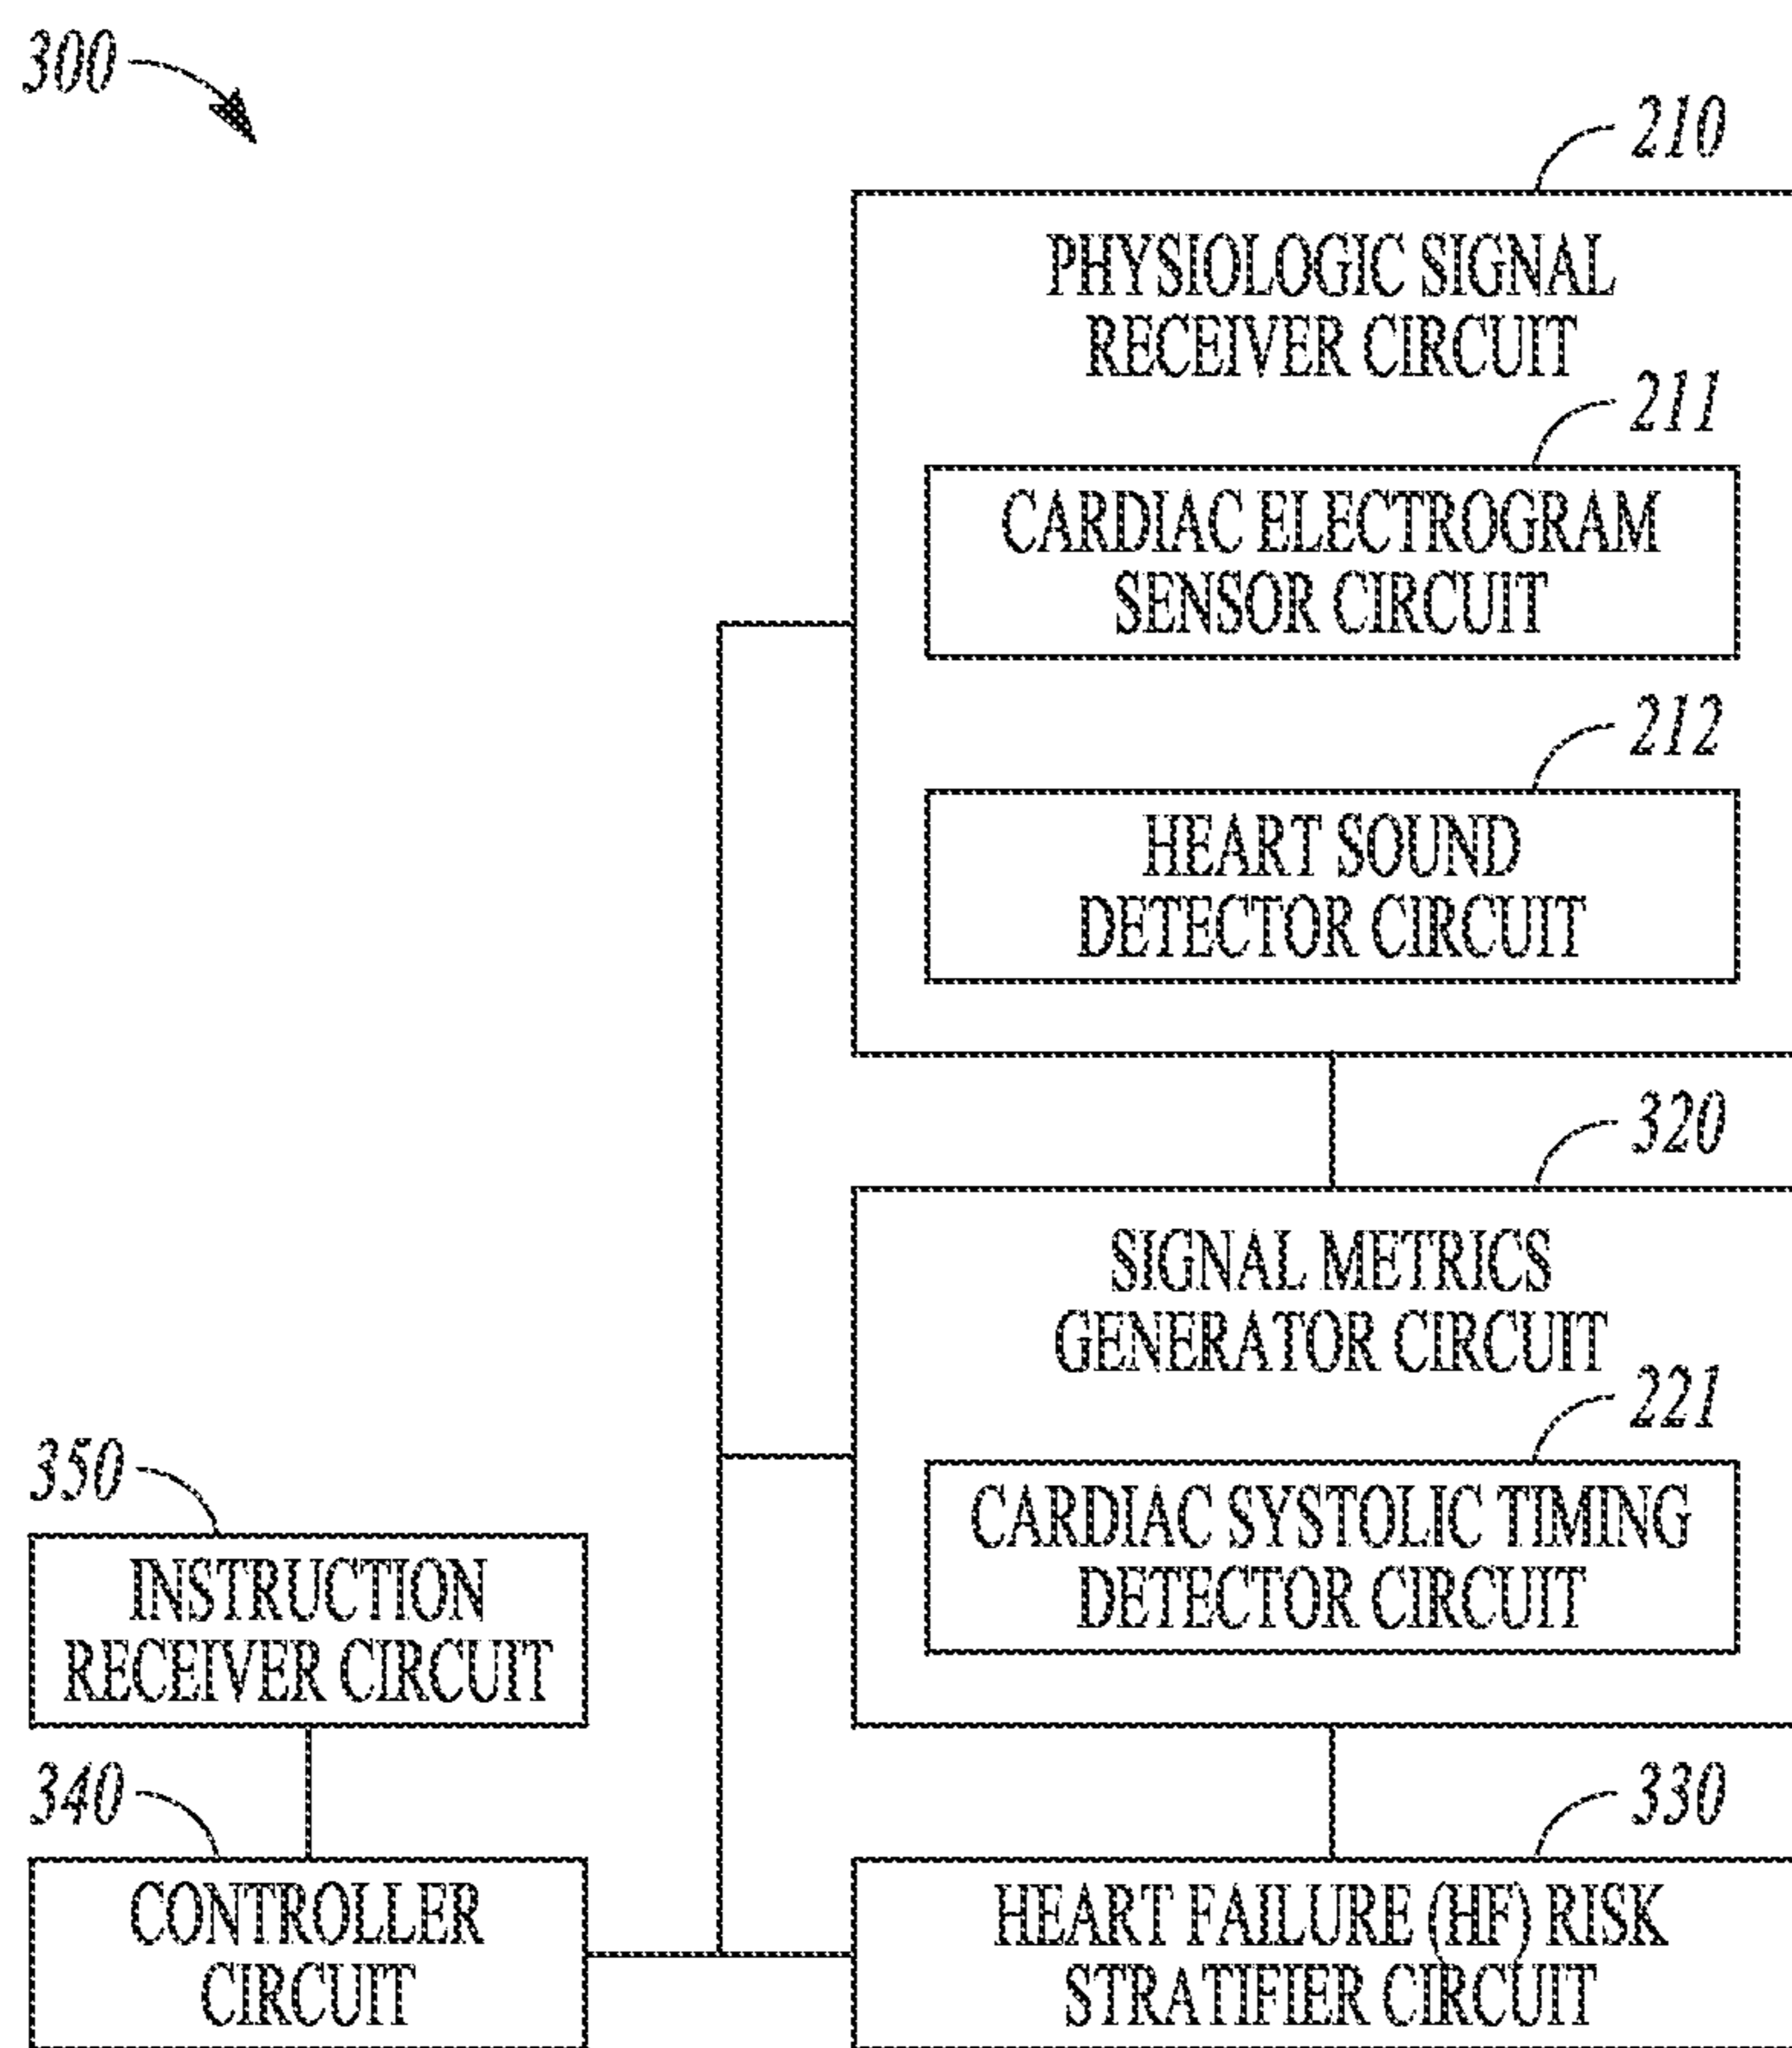 300
210
PHYSIOLOGIC SIGNAL
RECEIVER CIRCUIT
211
CARDIAC ELECTROGRAM
SENSOR CIRCUIT
212
HEART SOUND
DETECTOR CIRCUIT
320
SIGNAL METRICS
GENERATOR CIRCUIT
221
CARDIAC SYSTOLIC TIMING
DETECTOR CIRCUIT
350
INSTRUCTION
RECEIVER CIRCUIT
340
CONTROLLER
CIRCUIT
330
HEART FAILURE (HF) RISK
STRATIFIER CIRCUIT